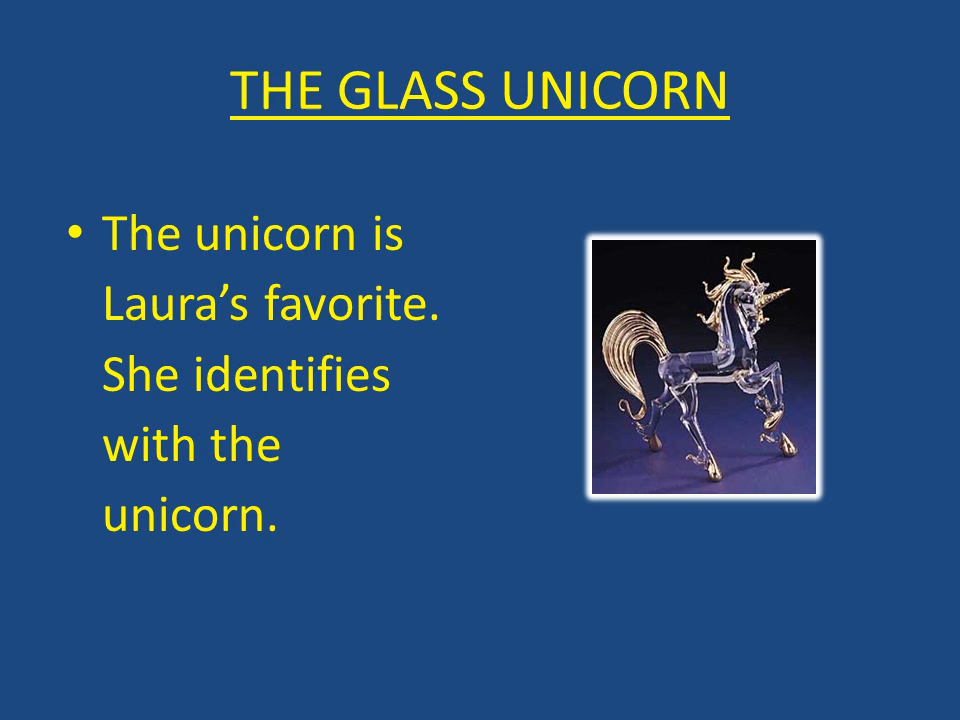 THE GLASS UNICORN
• The unicorn is
Laura’s favorite.
She identifies
with the
unicorn.